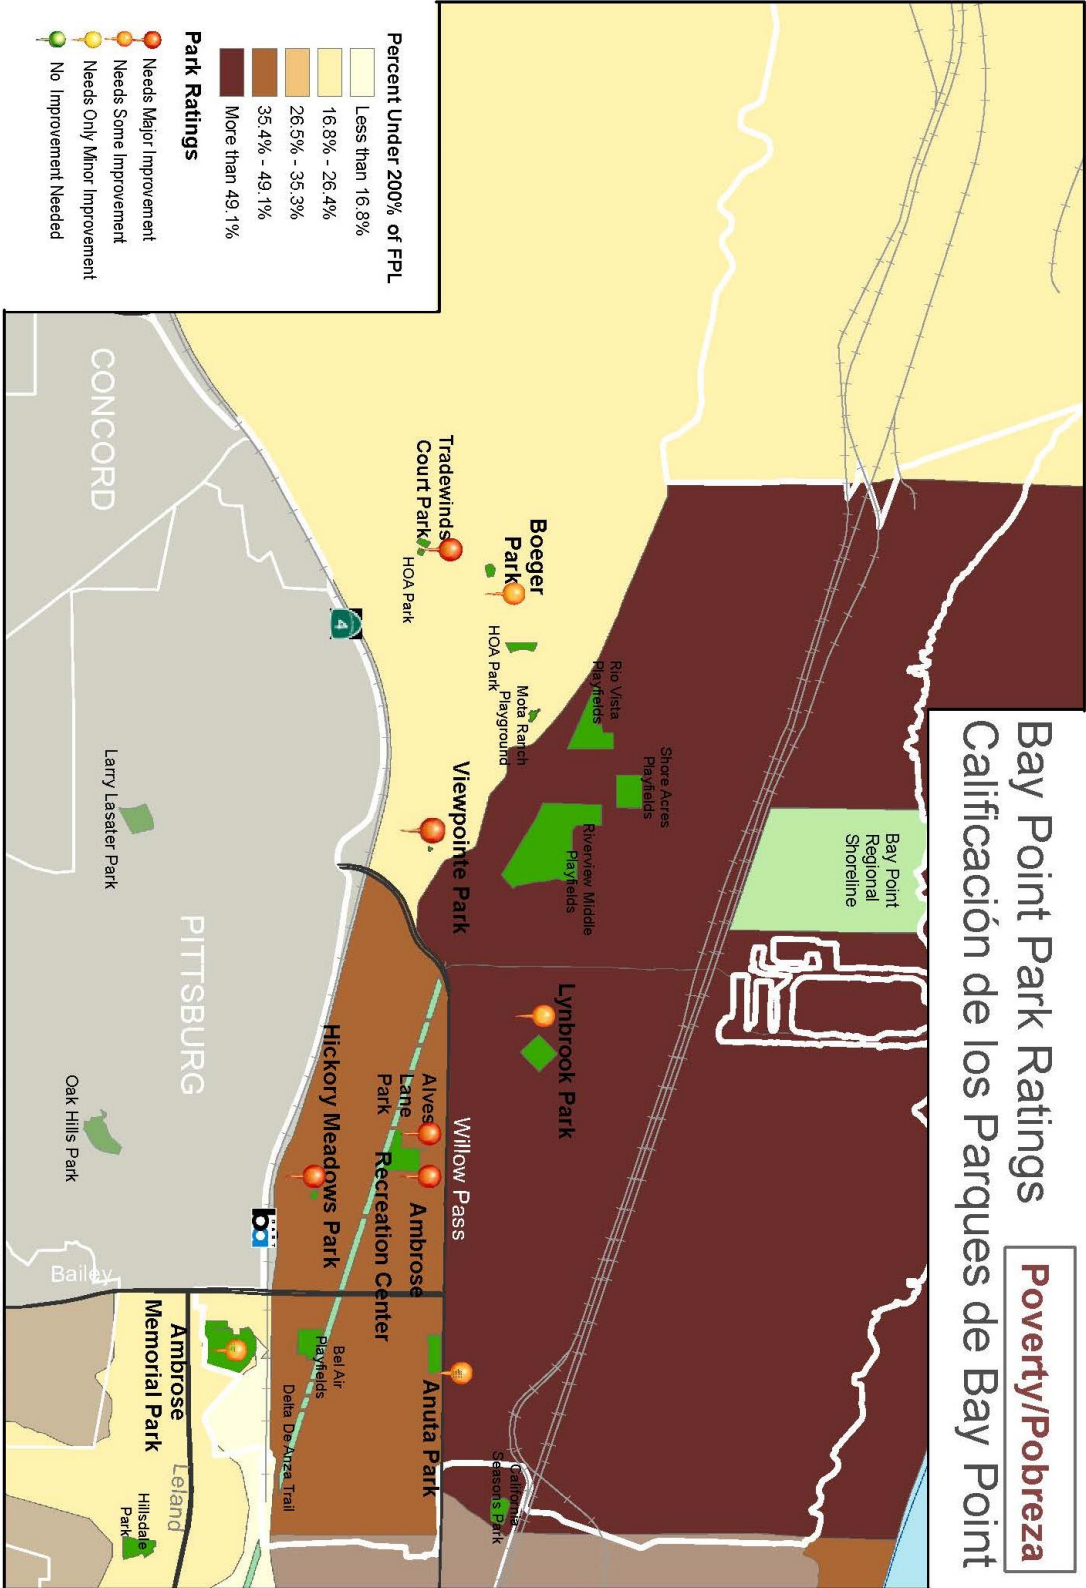 Bay Point Park Ratings
Calificación de los Parques de Bay Point
Poverty/Pobreza
Percent Under 200% of FPL
Less than 16.8%
16.8% - 26.4%
26.5% - 35.3%
35.4% - 49.1%
More than 49.1%
Park Ratings
Needs Major Improvement
Needs Some Improvement
Needs Only Minor Improvement
No Improvement Needed
Bay Point
Regional
Shoreline
Shore Acres
Playfields
Rio Vista
Playfields
Riverview Middle
Playfields
Boeger
Park
HOA Park
Mota Ranch
Playground
Tradewinds
Court Park
HOA Park
Viewpointe Park
Lynbrook Park
Willow Pass
Alves
Lane
Park
Ambrose
Recreation Center
Hickory Meadows Park
Anuta Park
California
Seasons Park
Bel Air
Playfields
Delta De Anza Trail
4
BART
ba
Bailey
Ambrose
Memorial Park
Leland
Hillsdale
Park
CONCORD
PITTSBURG
Larry Lasater Park
Oak Hills Park